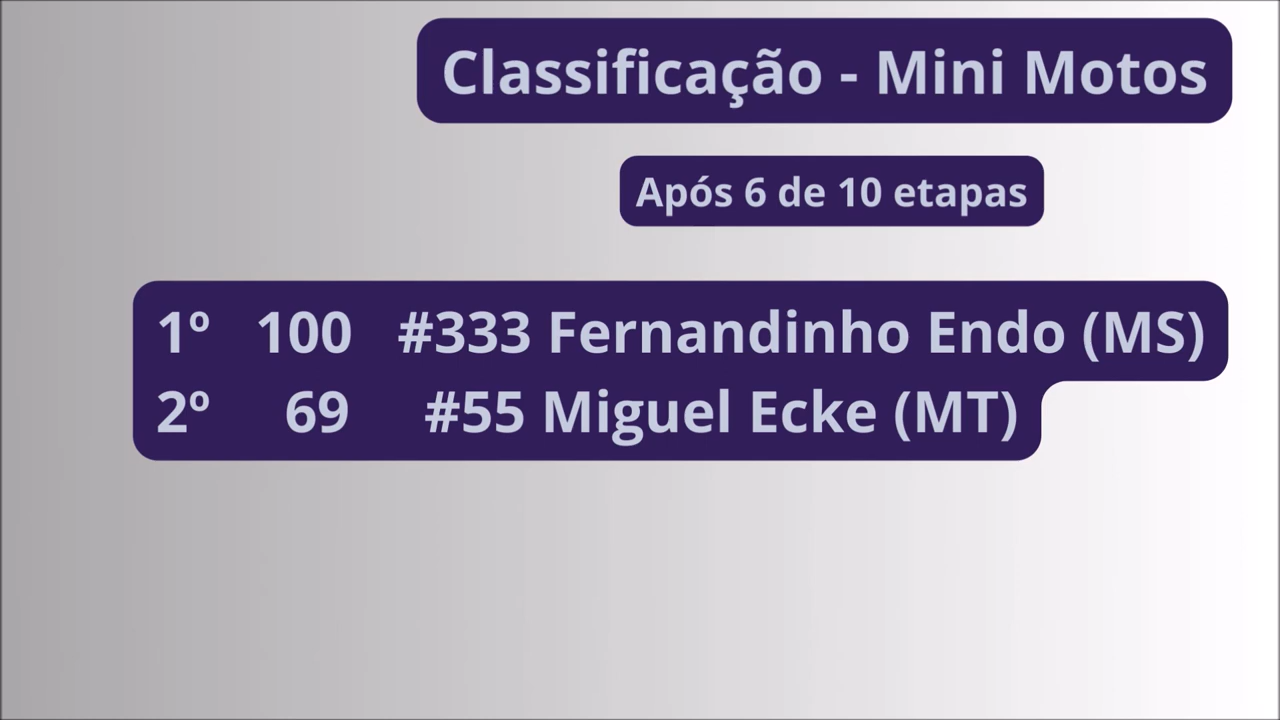 Classificação - Mini Motos
Após 6 de 10 etapas
1º 100 #333 Fernandinho Endo (MS)
2º 69 #55 Miguel Ecke (MT)